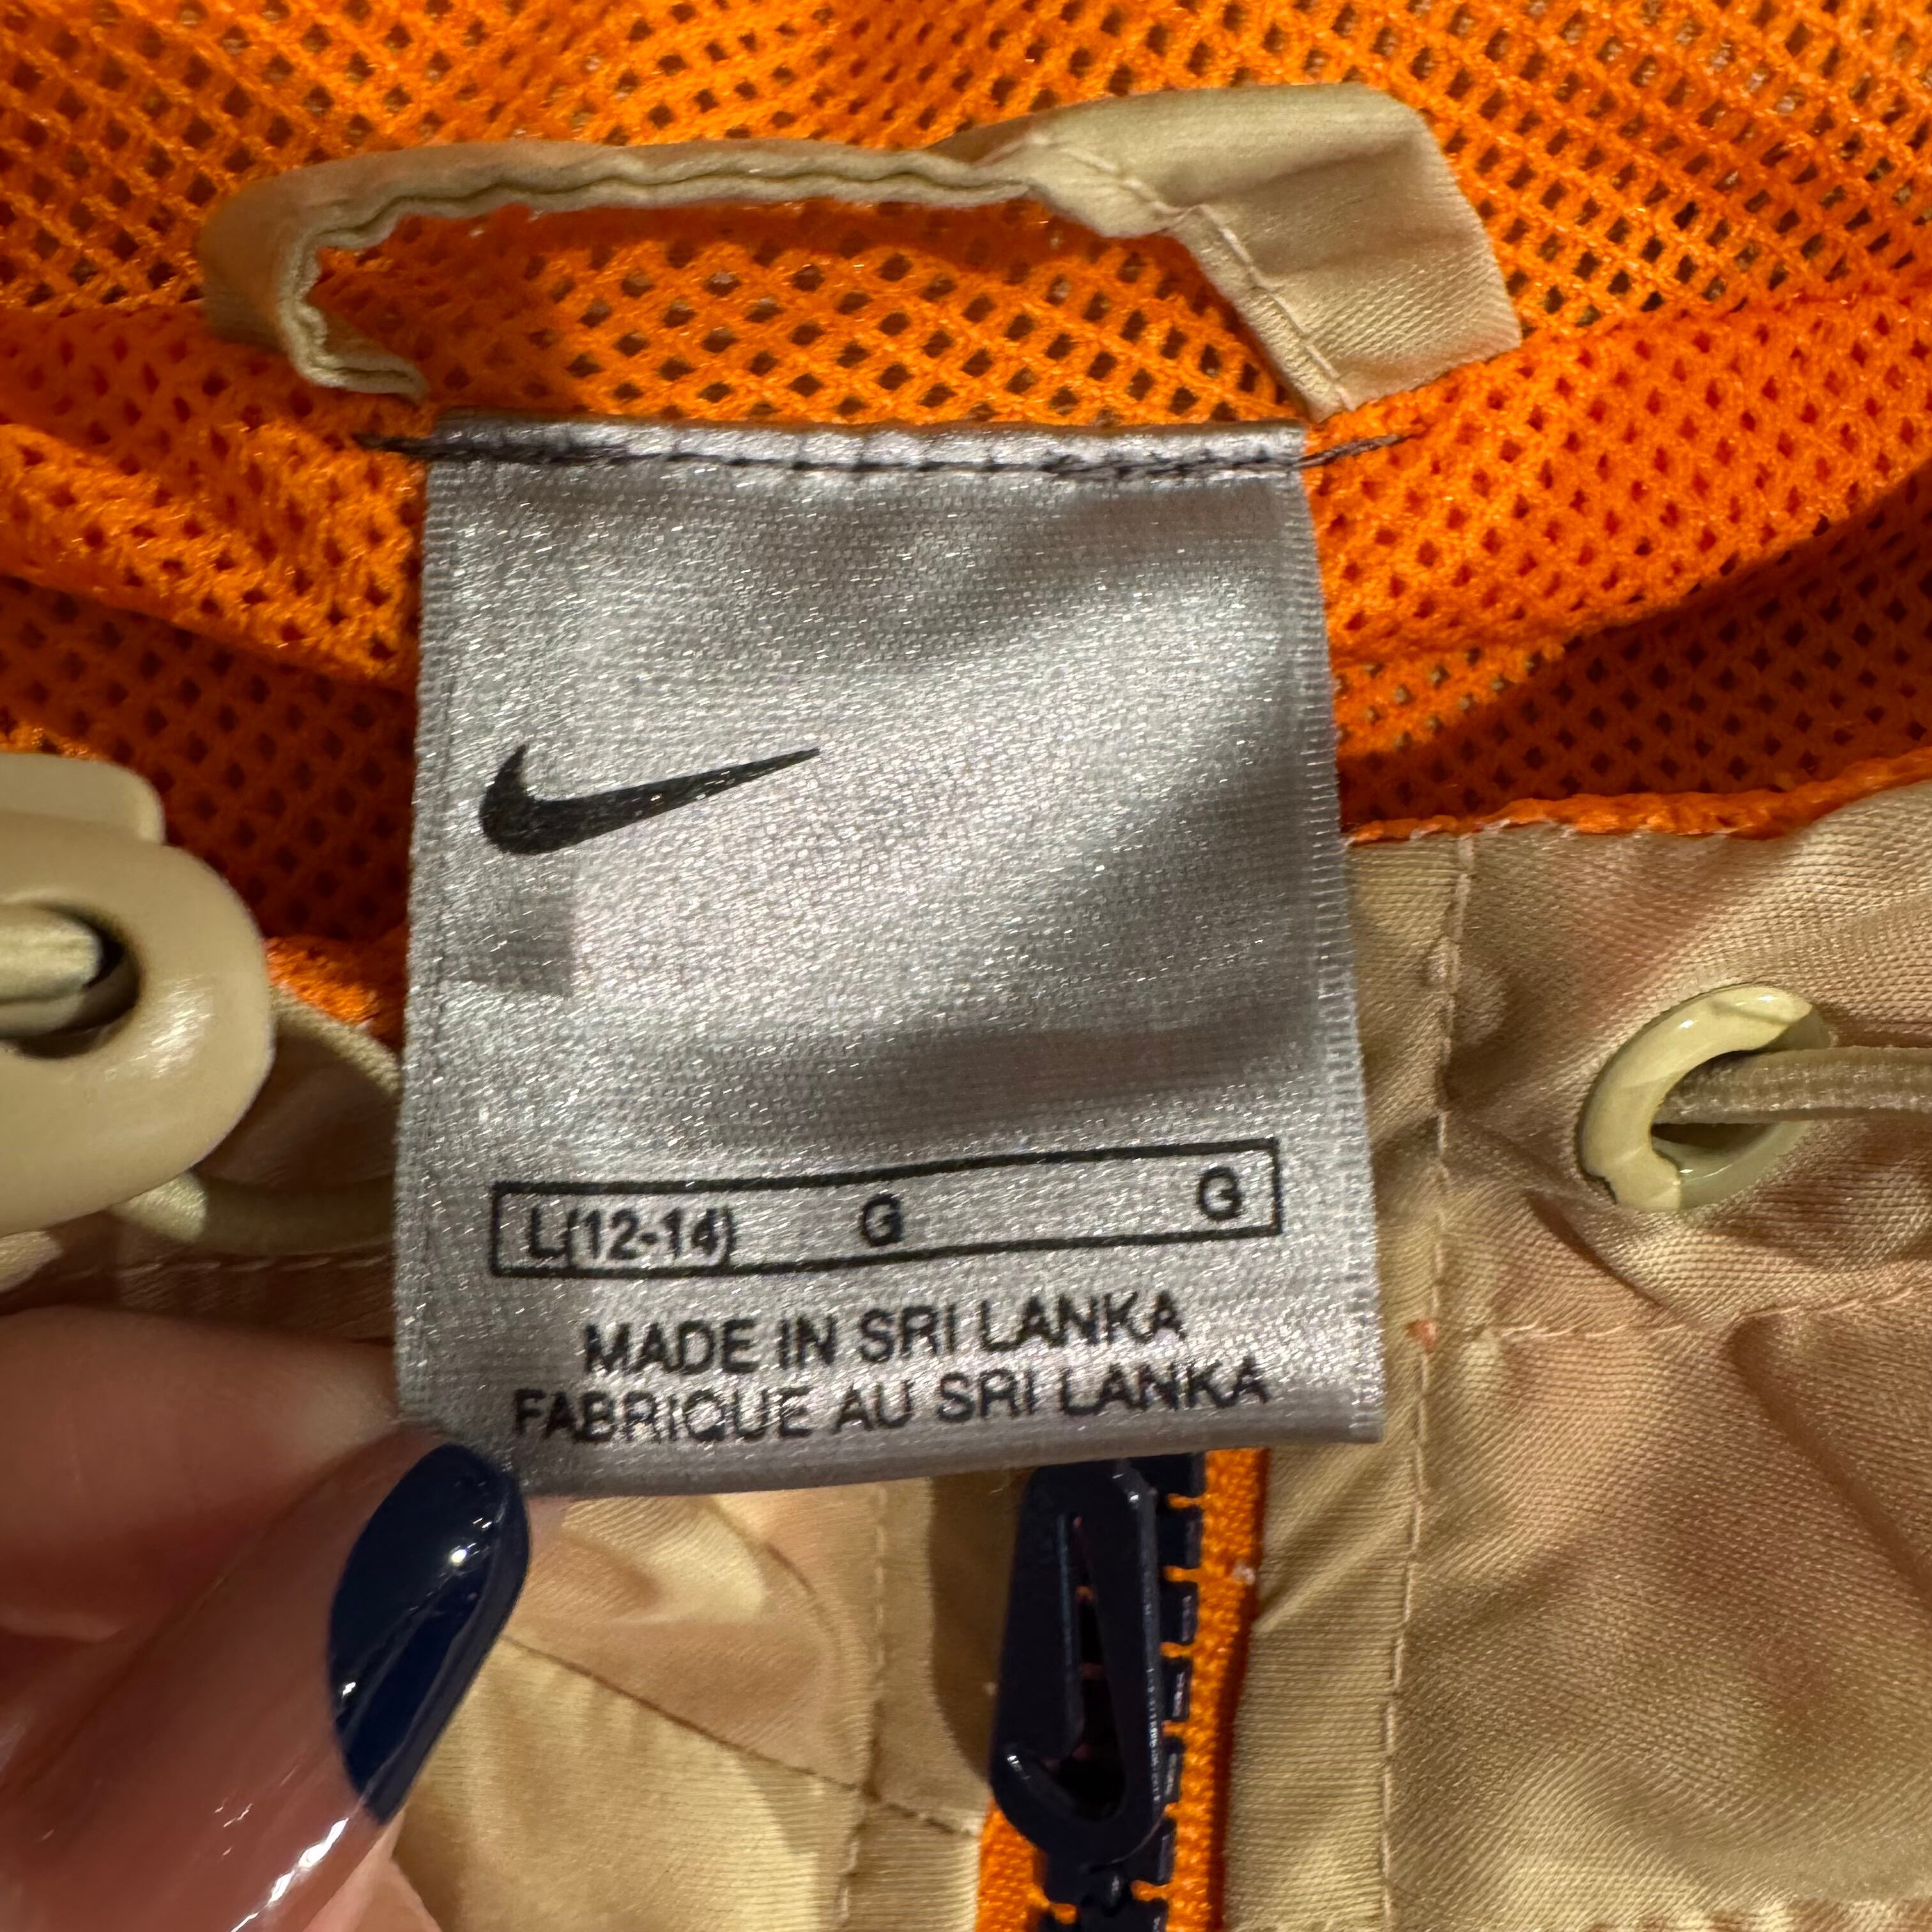 L(12-14) G G
MADE IN SRI LANKA
FABRIQUE AU SRI LANKA